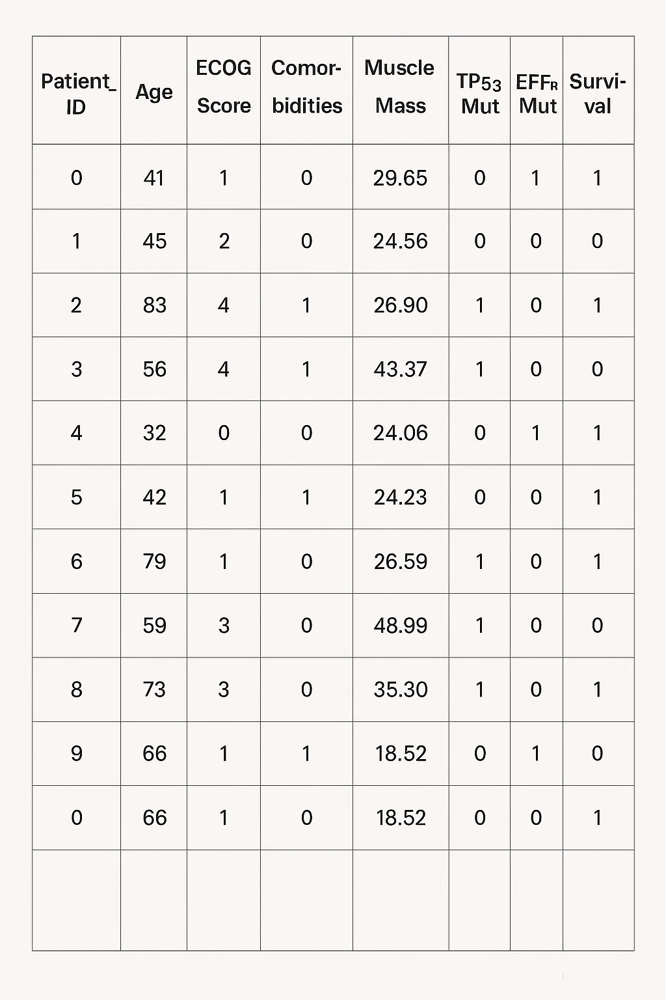 Patient_ Age ECOG Comor- Muscle TP53 EFFR Survi-
ID Score bidities Mass Mut Mut val
0 41 1 0 29.65 0 1 1
1 45 2 0 24.56 0 0 0
2 83 4 1 26.90 1 0 1
3 56 4 1 43.37 1 0 0
4 32 0 0 24.06 0 1 1
5 42 1 1 24.23 0 0 1
6 79 1 0 26.59 1 0 1
7 59 3 0 48.99 1 0 0
8 73 3 0 35.30 1 0 1
9 66 1 1 18.52 0 1 0
0 66 1 0 18.52 0 0 1